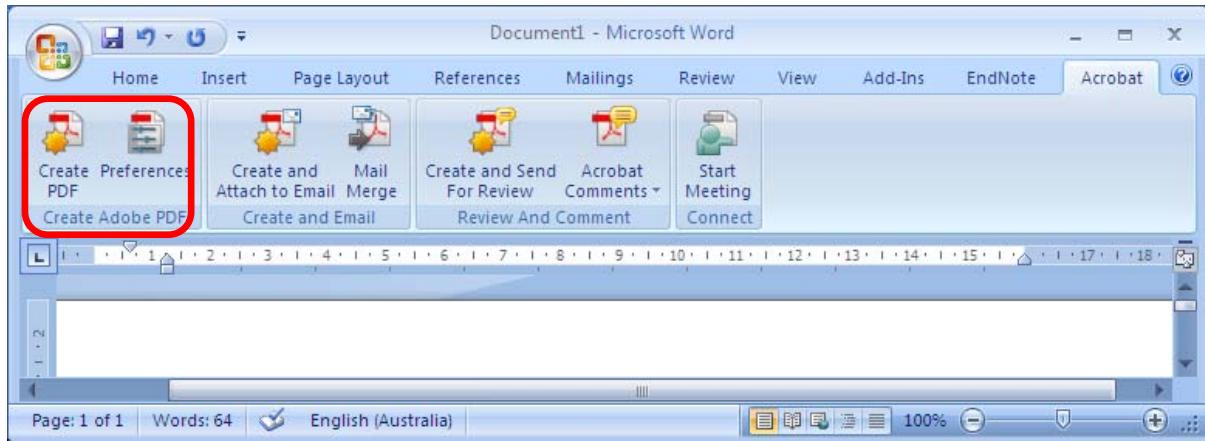 Document1 - Microsoft Word
Home Insert Page Layout References Mailings Review View Add-Ins EndNote Acrobat
Create PDF
Preferences
Create and Attach to Email
Mail Merge
Create and Send For Review
Acrobat Comments
Start Meeting
Create Adobe PDF
Create and Email
Review And Comment
Connect
L
1 2 3 4 5 6 7 8 9 10 11 12 13 14 15 17 18
2
Page: 1 of 1 Words: 64 English (Australia) 100%